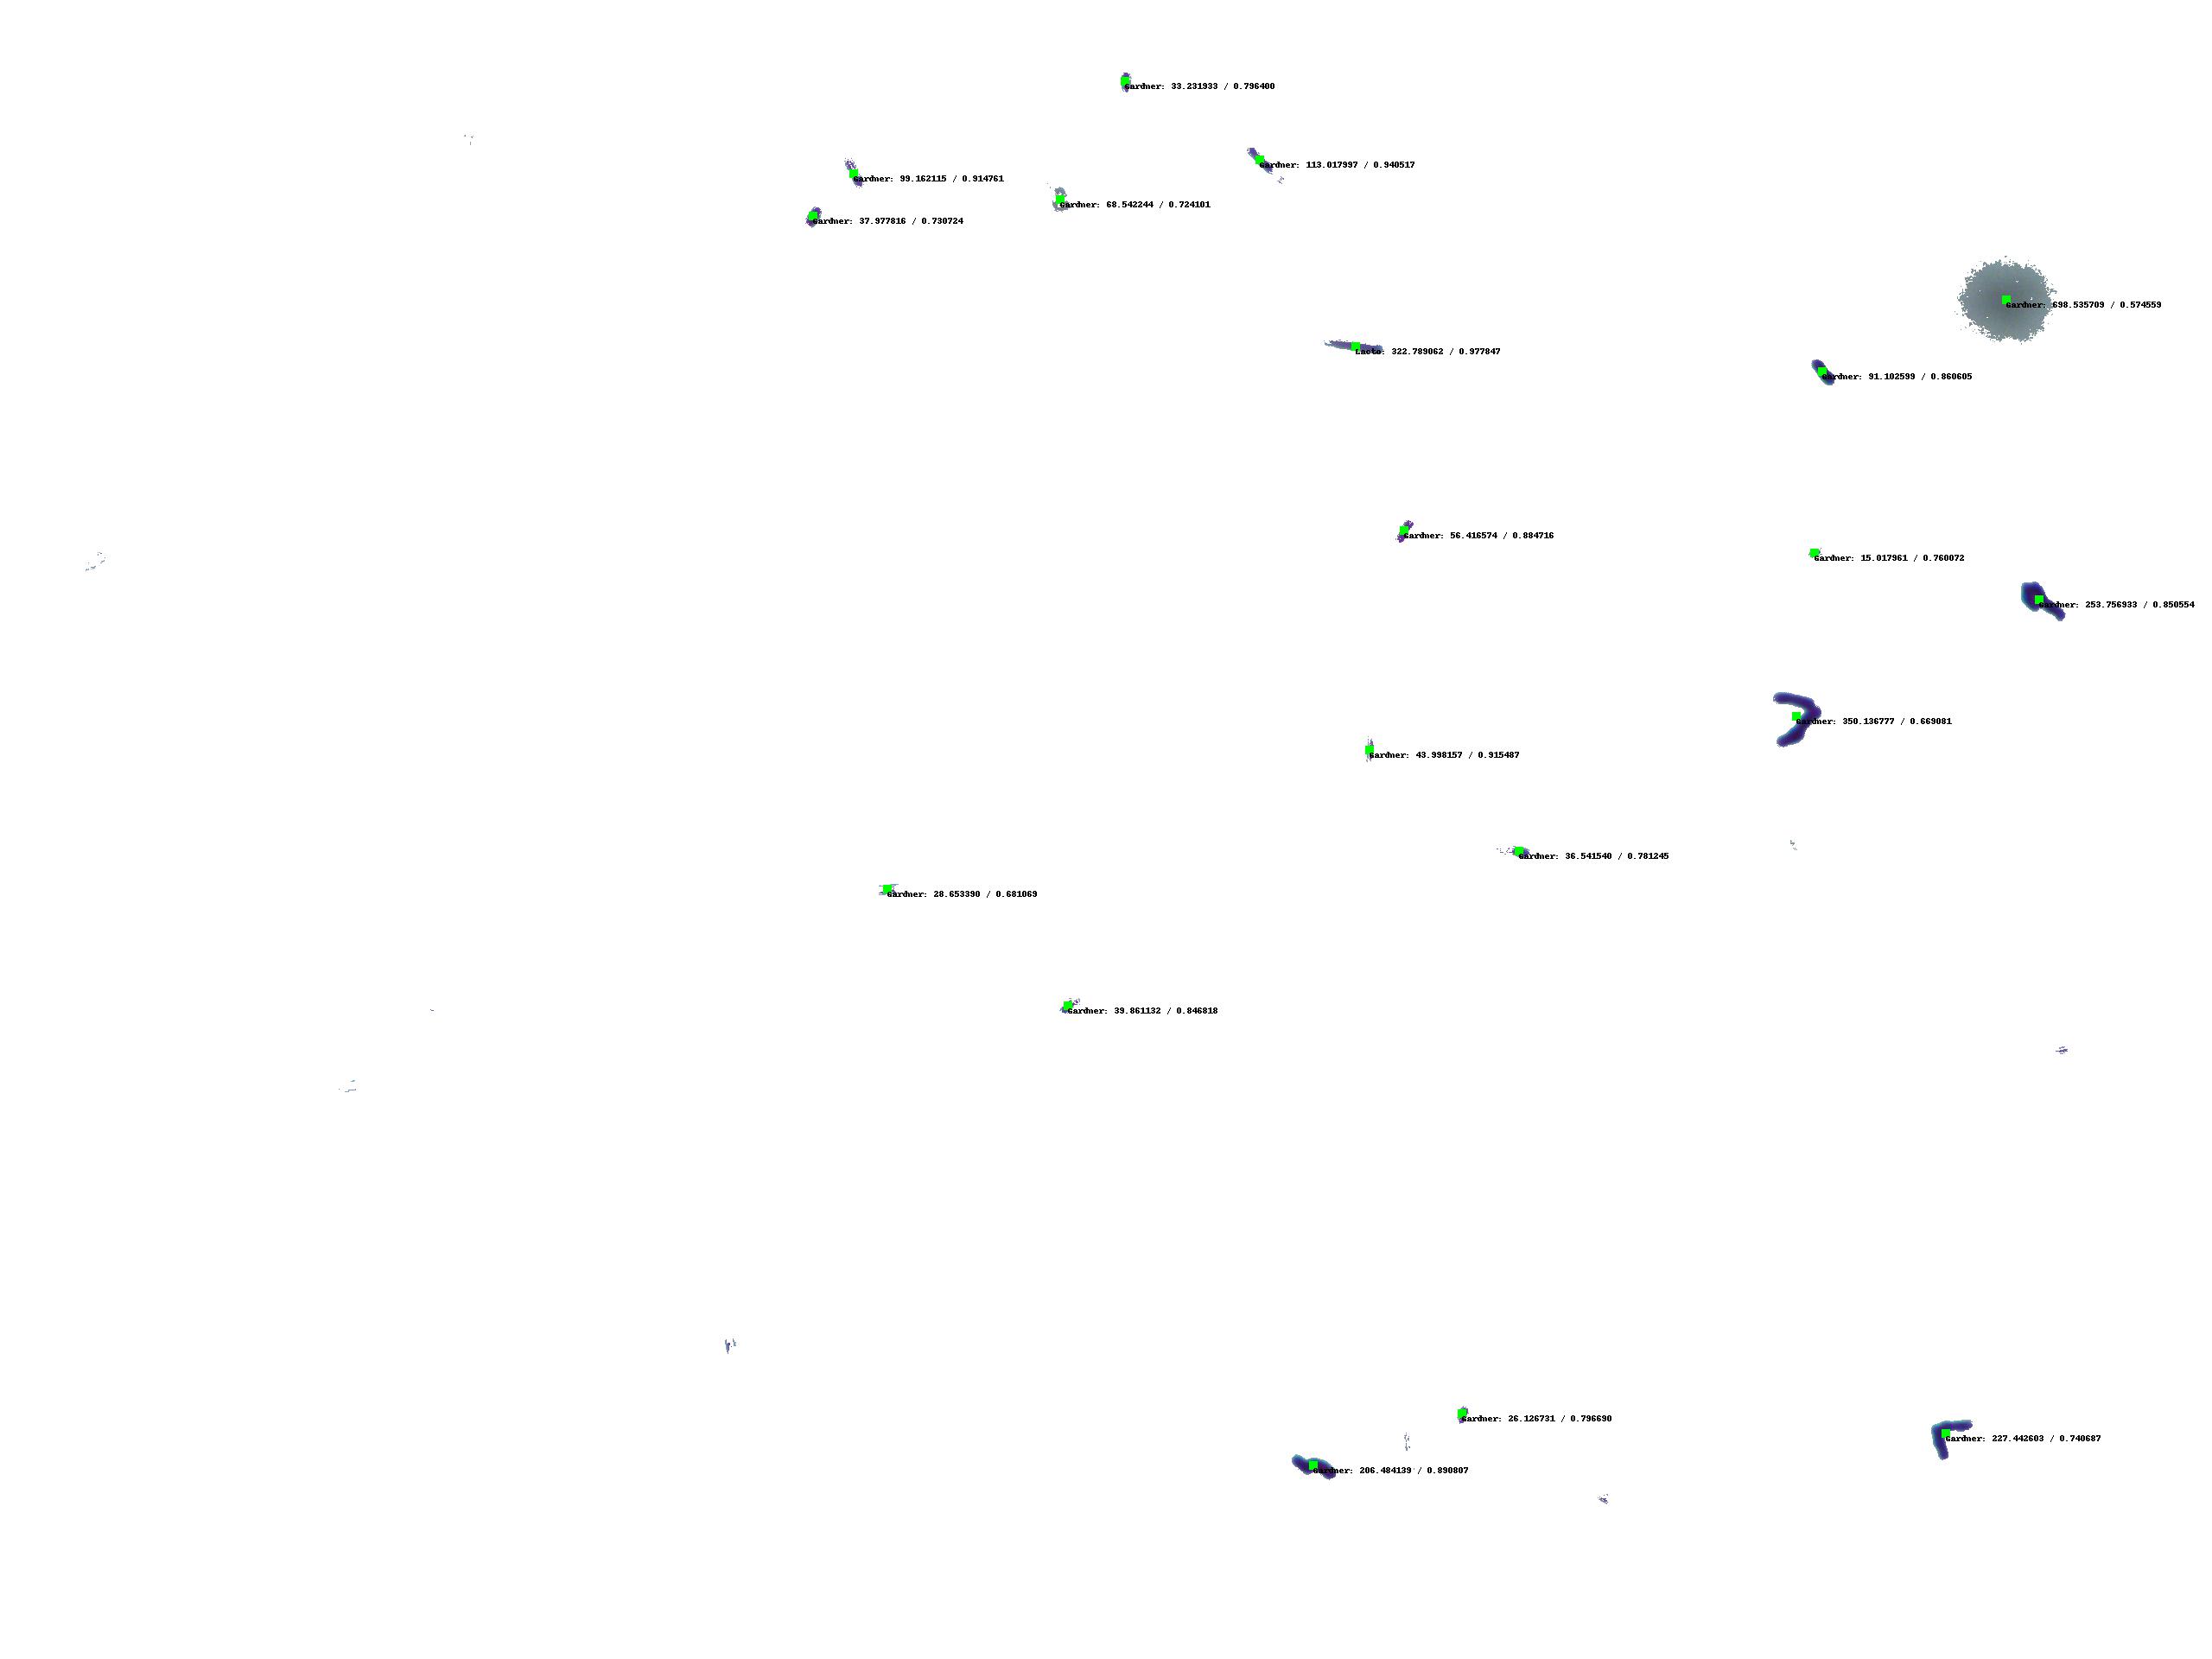 Gardner: 33.231933 / 0.796400
Gardner: 113.017997 / 0.940517
Gardner: 99.162115 / 0.914761
Gardner: 68.542244 / 0.724101
Gardner: 37.977816 / 0.730724
Gardner: 698.535709 / 0.574559
Lacto: 322.789062 / 0.977847
Gardner: 91.102599 / 0.860605
Gardner: 56.416574 / 0.884716
Gardner: 15.017961 / 0.760072
Gardner: 253.756933 / 0.850554
Gardner: 350.136777 / 0.669081
Gardner: 43.998157 / 0.915487
Gardner: 36.541540 / 0.781245
Gardner: 28.653390 / 0.681069
Gardner: 39.861132 / 0.846818
Gardner: 26.126731 / 0.796690
Gardner: 227.442603 / 0.740687
Gardner: 206.484139 / 0.890807